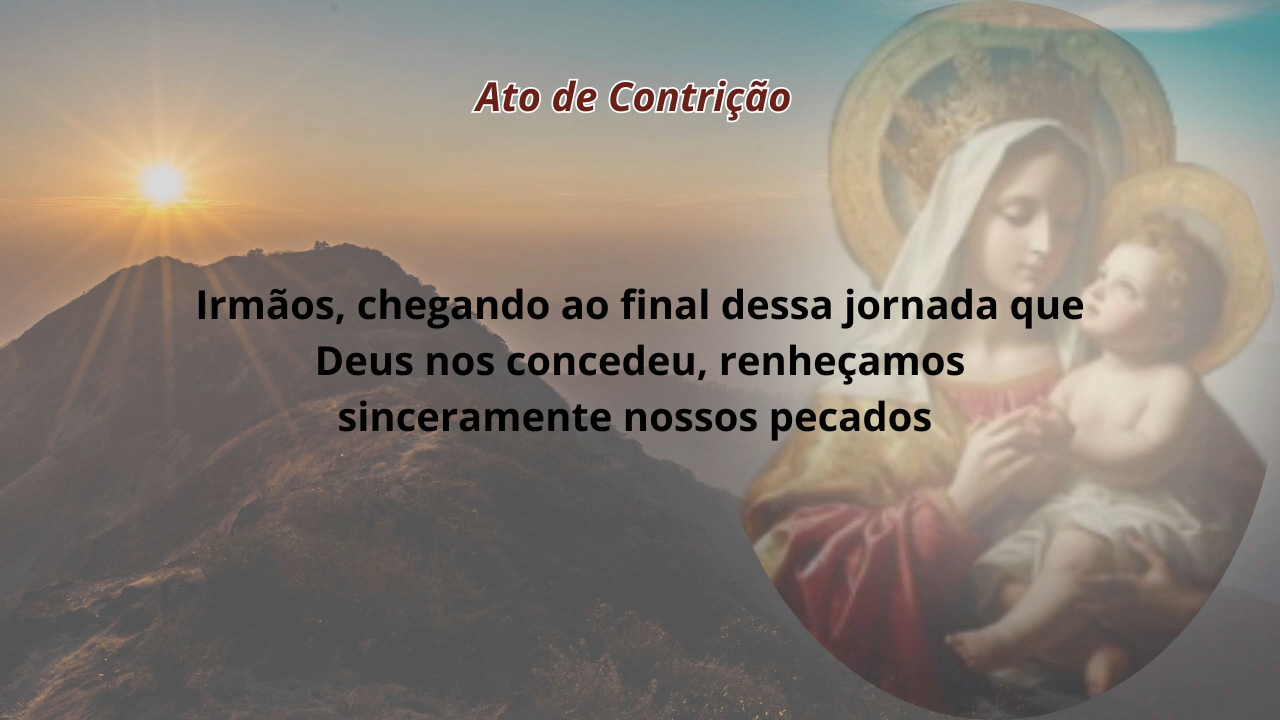 Ato de Contrição
Irmãos, chegando ao final dessa jornada que
Deus nos concedeu, renheçamos
sinceramente nossos pecados